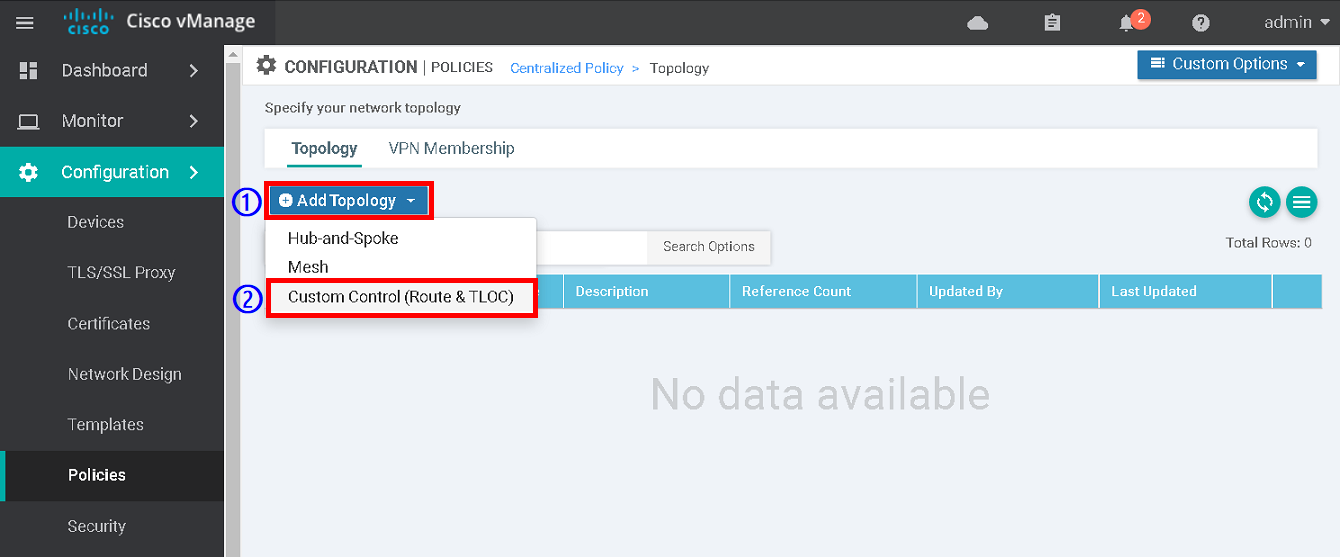 cisco Cisco vManage 2 admin
Dashboard
Monitor
Configuration
Devices
TLS/SSL Proxy
Certificates
Network Design
Templates
Policies
Security
CONFIGURATION | POLICIES Centralized Policy > Topology Custom Options
Specify your network topology
Topology VPN Membership
① Add Topology
Hub-and-Spoke
Mesh
② Custom Control (Route & TLOC)
Search Options
Total Rows: 0
Description Reference Count Updated By Last Updated
No data available